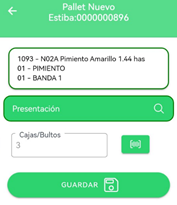 Pallet Nuevo
Estiba:0000000896
1093 - N02A Pimiento Amarillo 1.44 has
01 - PIMIENTO
01 - BANDA 1
Presentación
Cajas/Bultos
3
GUARDAR